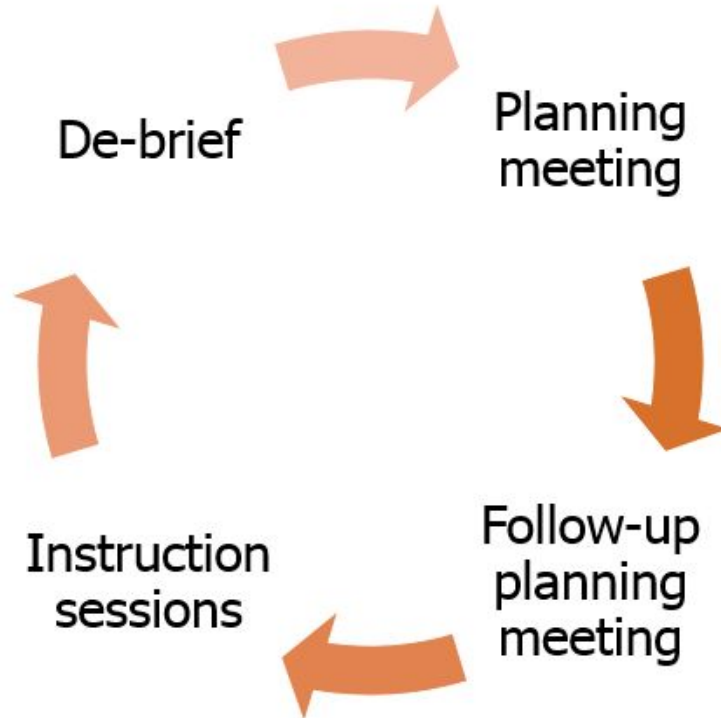 De-brief
Planning
meeting
Follow-up
planning
meeting
Instruction
sessions